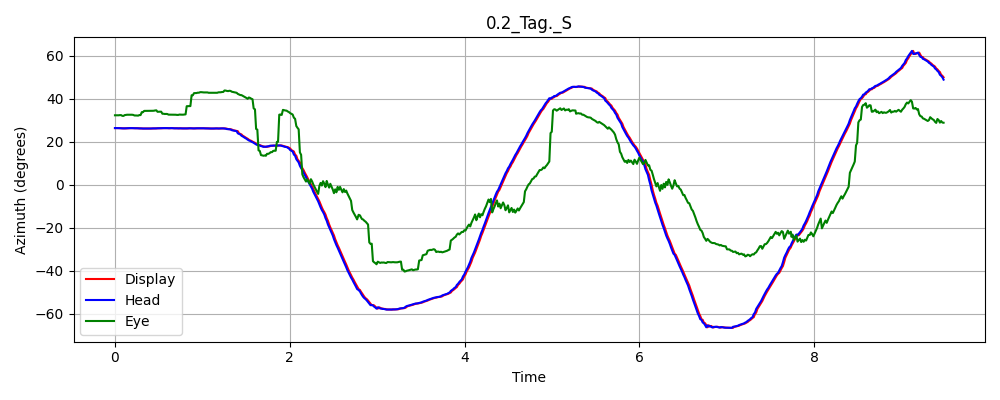 0.2_Tag._S
60
40
20
0
−20
−40
−60
Azimuth (degrees)
Display
Head
Eye
0 2 4 6 8
Time